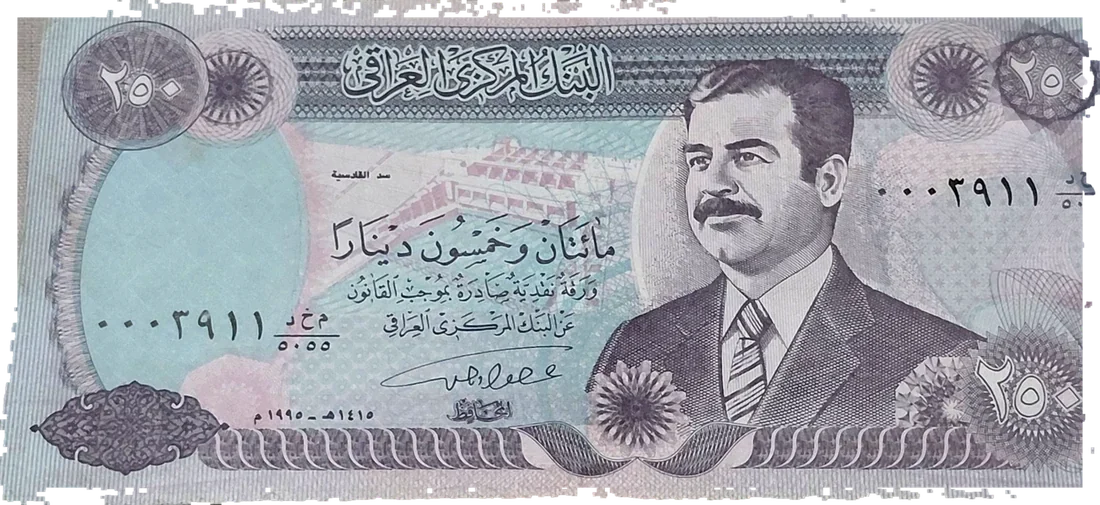 ٢٥٠
البنك المركزي العراقي
٢٥٠
سد القادسية
٠٠٠٣٩١١
مائتان وخمسون دينارا
ورقة نقدية صادرة بموجب القانون
عن البنك المركزي العراقي
٠٠٠٣٩١١ م خ د
٥٠٥٥
المحافظ
١٤١٥هـ - ١٩٩٥م
٢٥٠